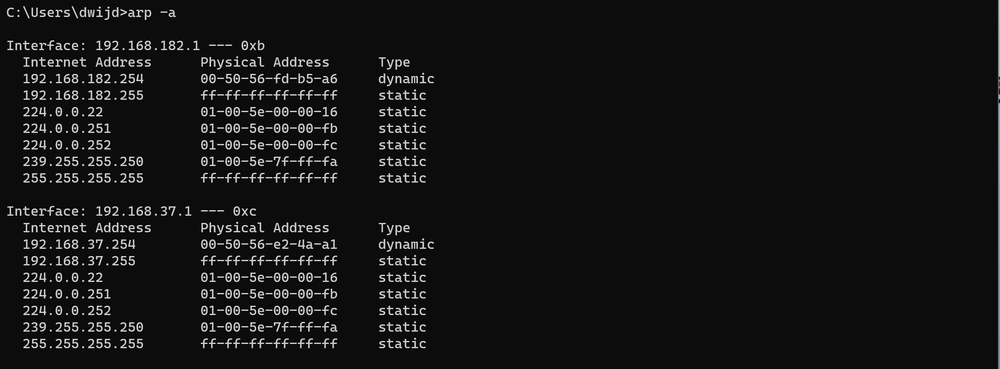 C:\Users\dwijd>arp -a
Interface: 192.168.182.1 --- 0xb
  Internet Address      Physical Address      Type
  192.168.182.254       00-50-56-fd-b5-a6     dynamic
  192.168.182.255       ff-ff-ff-ff-ff-ff     static
  224.0.0.22            01-00-5e-00-00-16     static
  224.0.0.251           01-00-5e-00-00-fb     static
  224.0.0.252           01-00-5e-00-00-fc     static
  239.255.255.250       01-00-5e-7f-ff-fa     static
  255.255.255.255       ff-ff-ff-ff-ff-ff     static
Interface: 192.168.37.1 --- 0xc
  Internet Address      Physical Address      Type
  192.168.37.254        00-50-56-e2-4a-a1     dynamic
  192.168.37.255        ff-ff-ff-ff-ff-ff     static
  224.0.0.22            01-00-5e-00-00-16     static
  224.0.0.251           01-00-5e-00-00-fb     static
  224.0.0.252           01-00-5e-00-00-fc     static
  239.255.255.250       01-00-5e-7f-ff-fa     static
  255.255.255.255       ff-ff-ff-ff-ff-ff     static